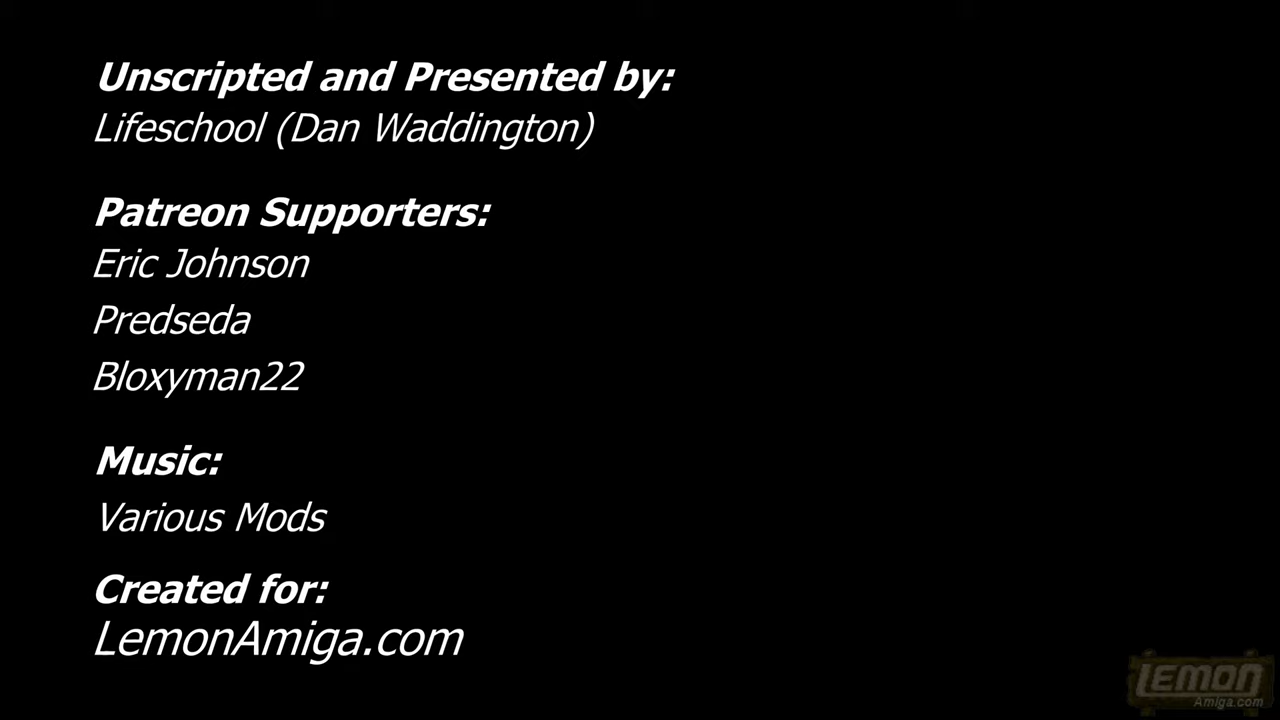 Unscripted and Presented by:
Lifeschool (Dan Waddington)
Patreon Supporters:
Eric Johnson
Predseda
Bloxyman22
Music:
Various Mods
Created for:
LemonAmiga.com
LEMON
Amiga.com